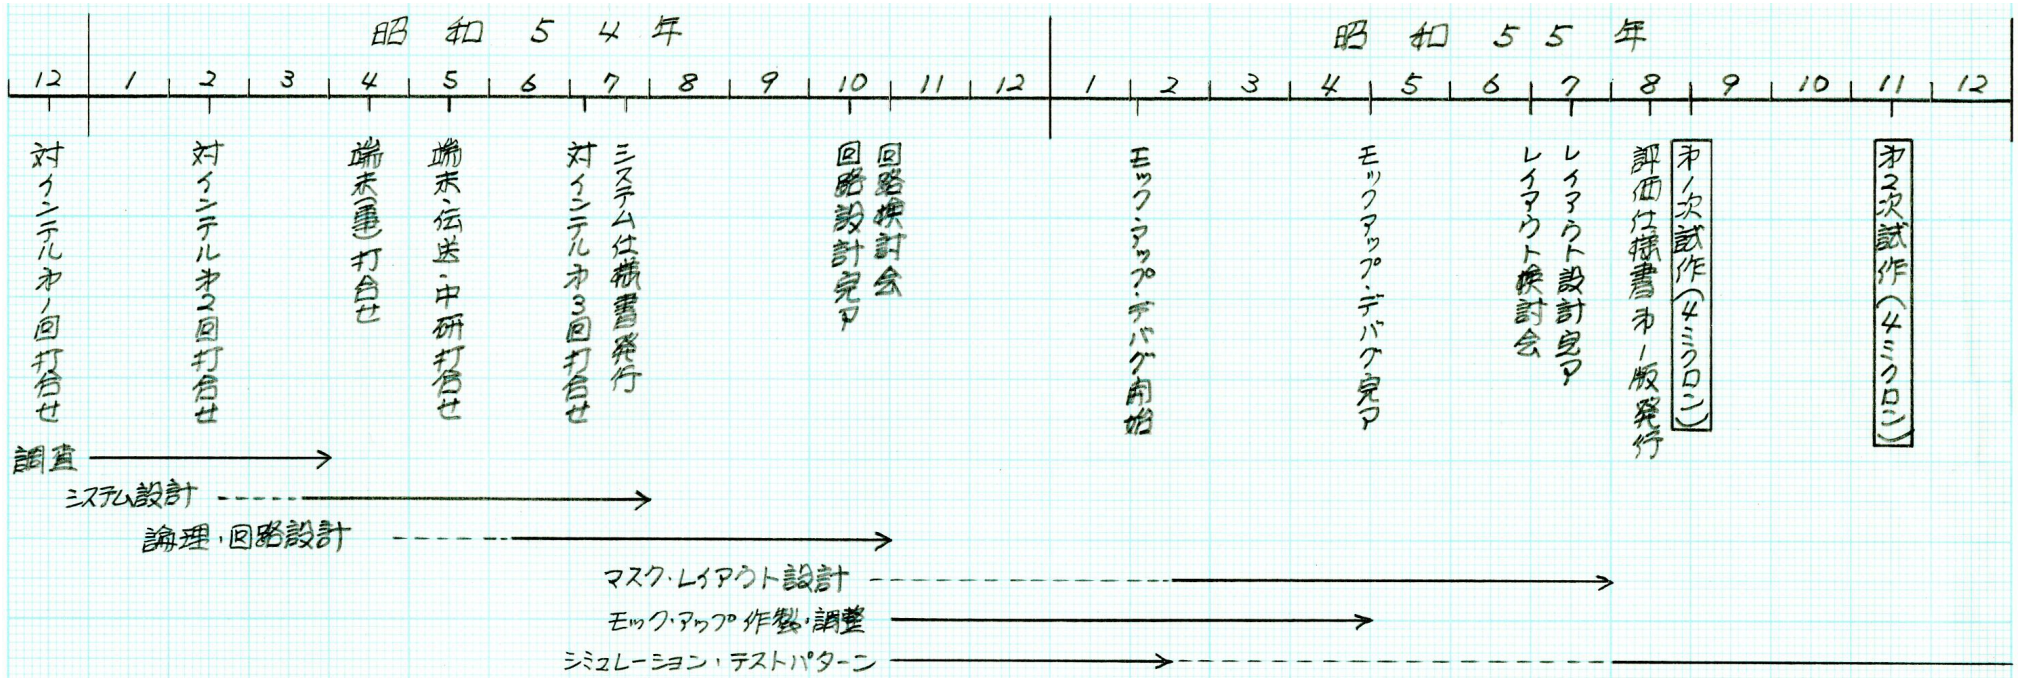 昭和54年
昭和55年
12 1 2 3 4 5 6 7 8 9 10 11 12 1 2 3 4 5 6 7 8 9 10 11 12
対インテル㐧1回打合せ
対インテル㐧2回打合せ
端末(事)打合せ
端末・伝送・中研打合せ
対インテル㐧3回打合せ
システム仕様書発行
回路設計完了
回路検討会
モック・アップ・デバグ開始
モックアップ・デバグ完了
レイアウト検討会
レイアウト設計完了
評価仕様書㐧1版発行
㐧1次試作(4ミクロン)
㐧2次試作(4ミクロン)
調査
システム設計
論理・回路設計
マスク・レイアウト設計
モック・アップ作製・調整
シミュレーション・テストパターン